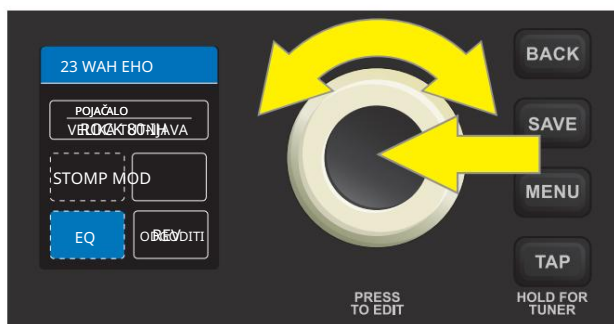 23 WAH EHO
POJAČALO
STOMP MOD
EQ
BACK
SAVE
MENU
TAP
PRESS
TO EDIT
HOLD FOR
TUNER